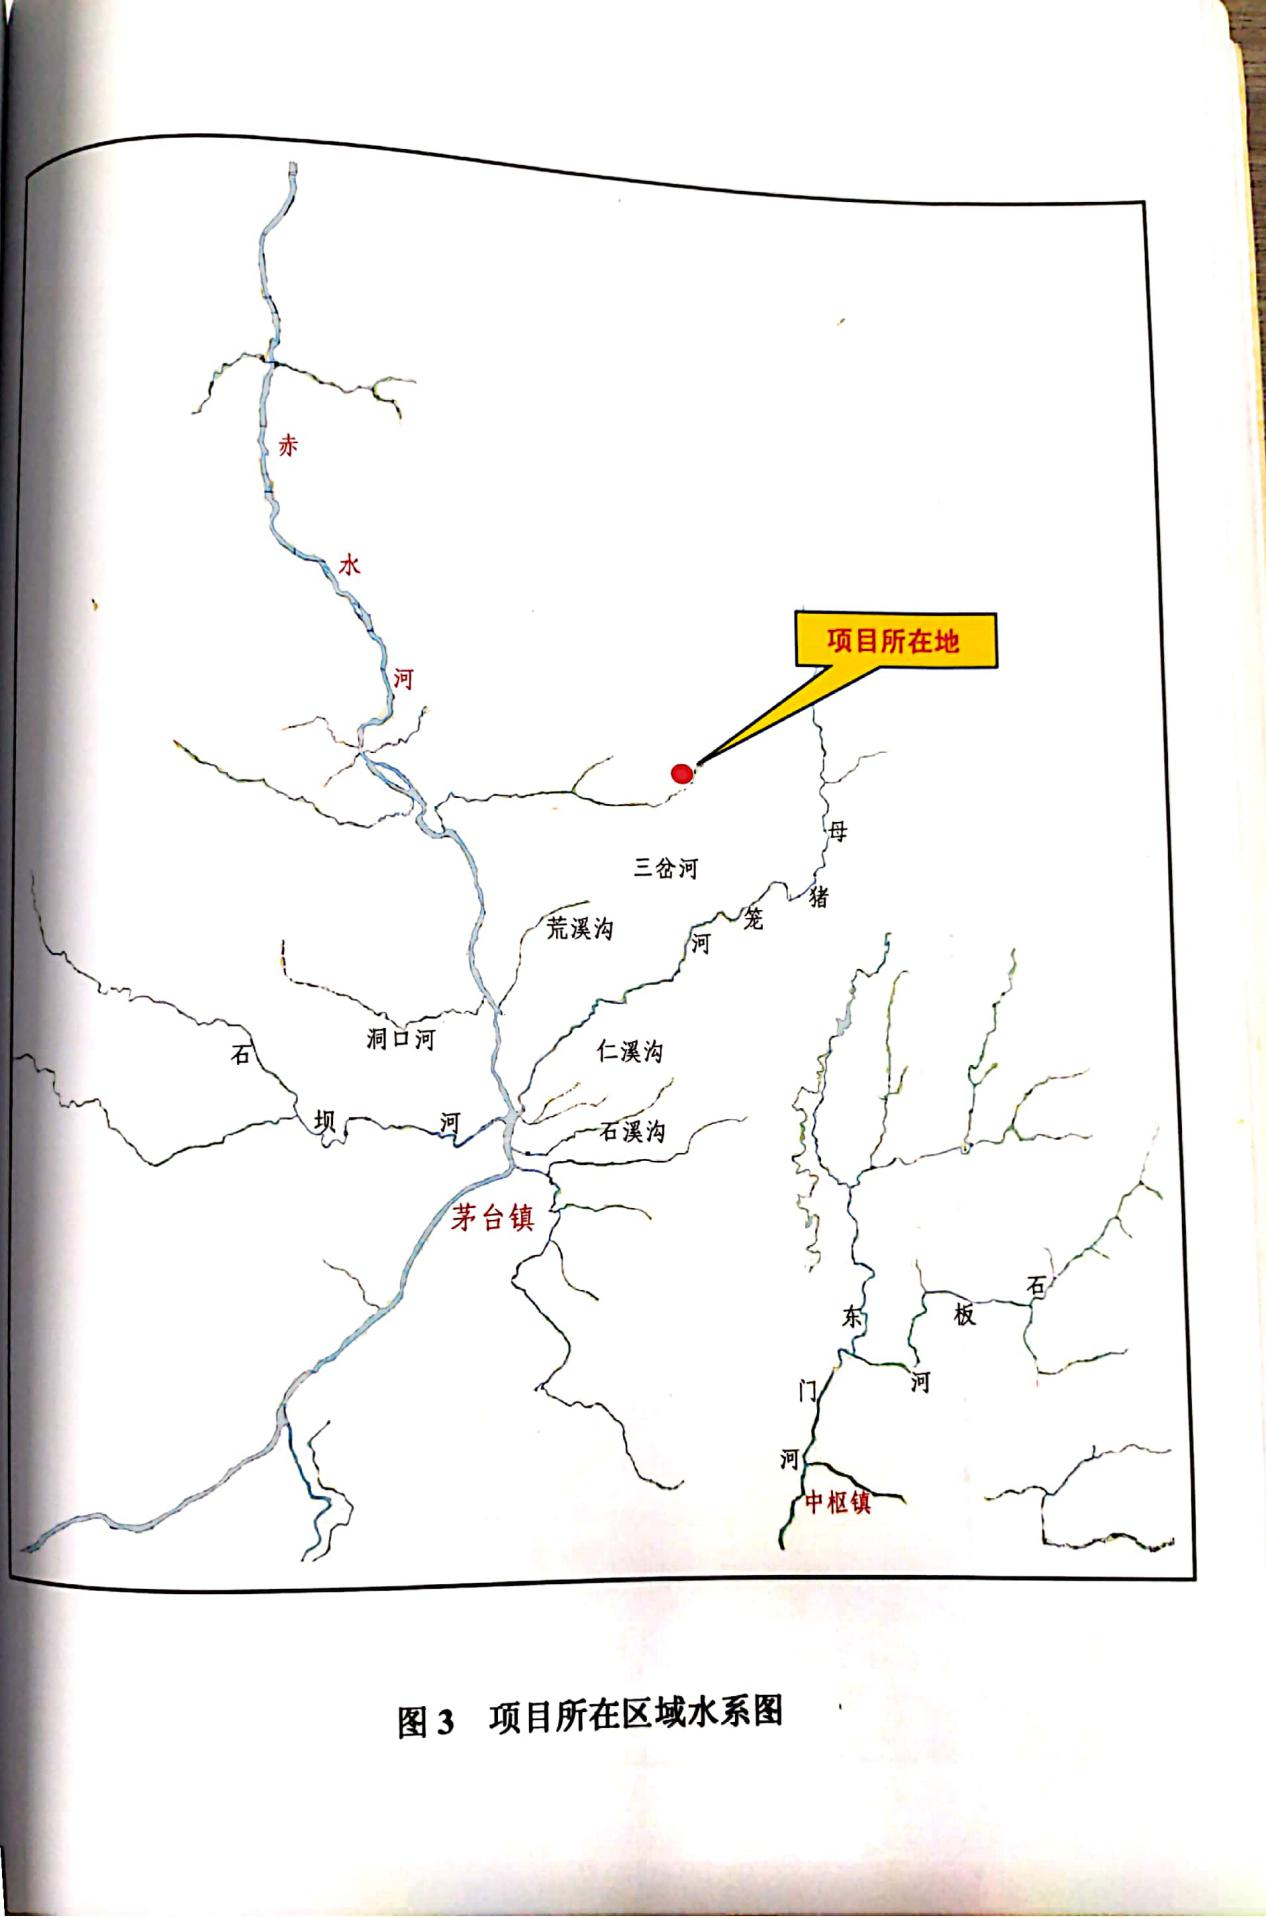 赤
水
河
项目所在地
母
猪
笼
河
三岔河
荒溪沟
洞口河
仁溪沟
石
坝
河
石溪沟
茅台镇
石
板
河
东
门
河
中枢镇
图3 项目所在区域水系图